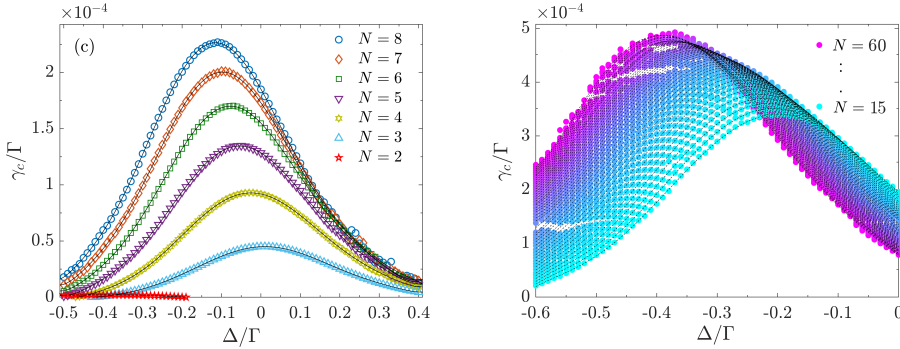 ×10⁻⁴
(c)
N = 8
N = 7
N = 6
N = 5
N = 4
N = 3
N = 2
2
1.5
1
0.5
0
γc/Γ
-0.5 -0.4 -0.3 -0.2 -0.1 0 0.1 0.2 0.3 0.4
Δ/Γ
×10⁻⁴
N = 60
:
.
N = 15
5
4
3
2
1
0
γc/Γ
-0.6 -0.5 -0.4 -0.3 -0.2 -0.1 0
Δ/Γ